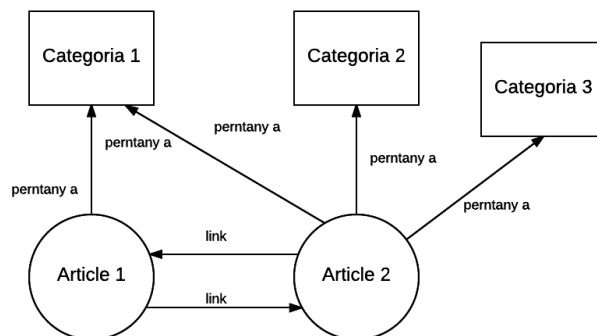 Categoria 1
Categoria 2
Categoria 3
perntany a
perntany a
perntany a
perntany a
perntany a
link
Article 1
Article 2
link